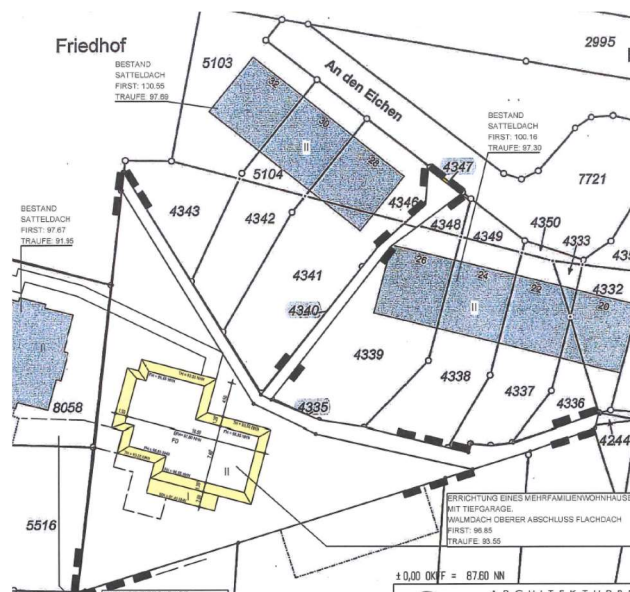 Friedhof
2995
5103
An den Eichen
BESTAND
SATTELDACH
FIRST: 100.55
TRAUFE: 97.69
32
30
28
II
BESTAND
SATTELDACH
FIRST: 100.16
TRAUFE: 97.30
4347
7721
5104
4346
4343
4342
4348
4349
4350
4333
BESTAND
SATTELDACH
FIRST: 97.67
TRAUFE: 91.95
4341
26
24
22
20
4332
II
4340
4339
4338
4337
4336
4335
II
8058
FD
II
I
4244
5516
ERRICHTUNG EINES MEHRFAMILIENWOHNHAUSE
MIT TIEFGARAGE.
WALMDACH OBERER ABSCHLUSS FLACHDACH
FIRST: 96.85
TRAUFE: 93.55
±0,00 OKFF = 87.60 NN